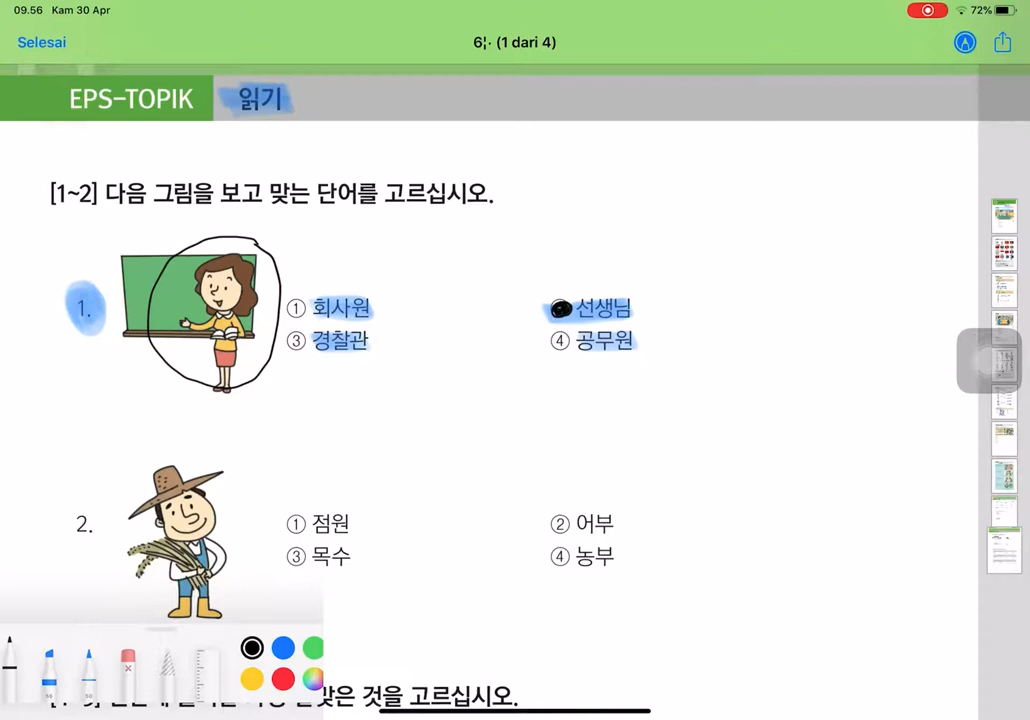 09.56 Kam 30 Apr
72%
Selesai
6¦· (1 dari 4)
EPS-TOPIK 읽기
[1~2] 다음 그림을 보고 맞는 단어를 고르십시오.
1.
① 회사원 선생님
③ 경찰관 ④ 공무원
2.
① 점원 ② 어부
③ 목수 ④ 농부
맞은 것을 고르십시오.